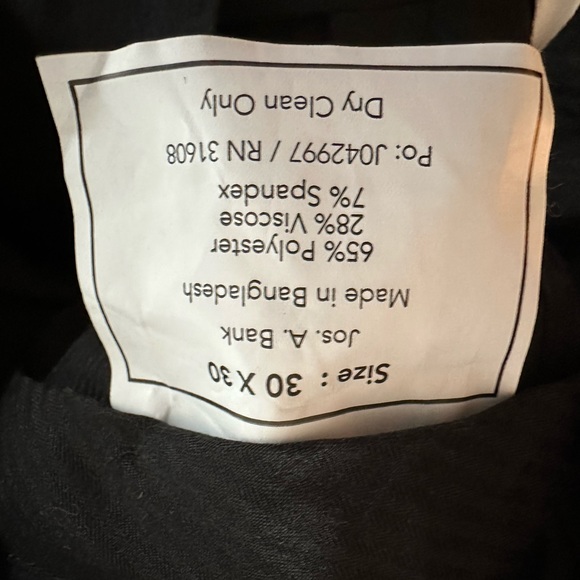 Size : 30 X 30
Jos. A. Bank
Made in Bangladesh
65% Polyester
28% Viscose
7% Spandex
Po: J042997 / RN 31608
Dry Clean Only